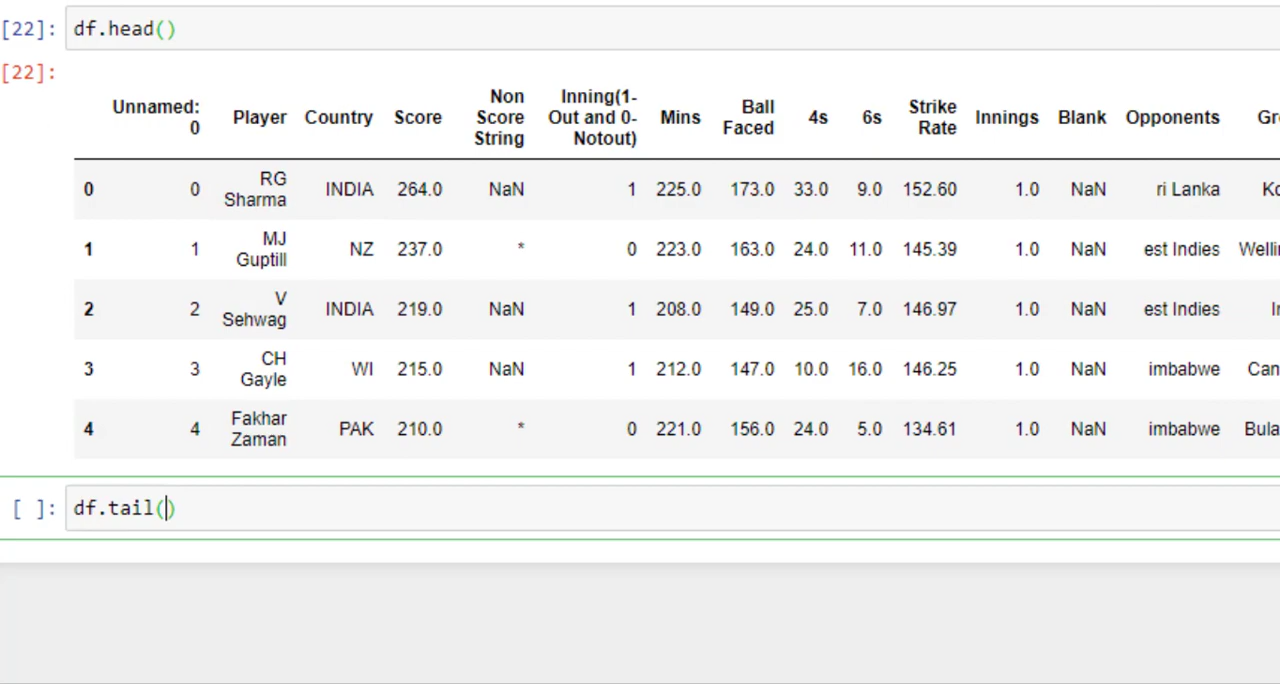 [22]: df.head()
[22]:
Unnamed: 0 Player Country Score Non Score String Inning(1-Out and 0-Notout) Mins Ball Faced 4s 6s Strike Rate Innings Blank Opponents
0 0 RG Sharma INDIA 264.0 NaN 1 225.0 173.0 33.0 9.0 152.60 1.0 NaN ri Lanka
1 1 MJ Guptill NZ 237.0 * 0 223.0 163.0 24.0 11.0 145.39 1.0 NaN est Indies
2 2 V Sehwag INDIA 219.0 NaN 1 208.0 149.0 25.0 7.0 146.97 1.0 NaN est Indies
3 3 CH Gayle WI 215.0 NaN 1 212.0 147.0 10.0 16.0 146.25 1.0 NaN imbabwe
4 4 Fakhar Zaman PAK 210.0 * 0 221.0 156.0 24.0 5.0 134.61 1.0 NaN imbabwe
[ ]: df.tail()